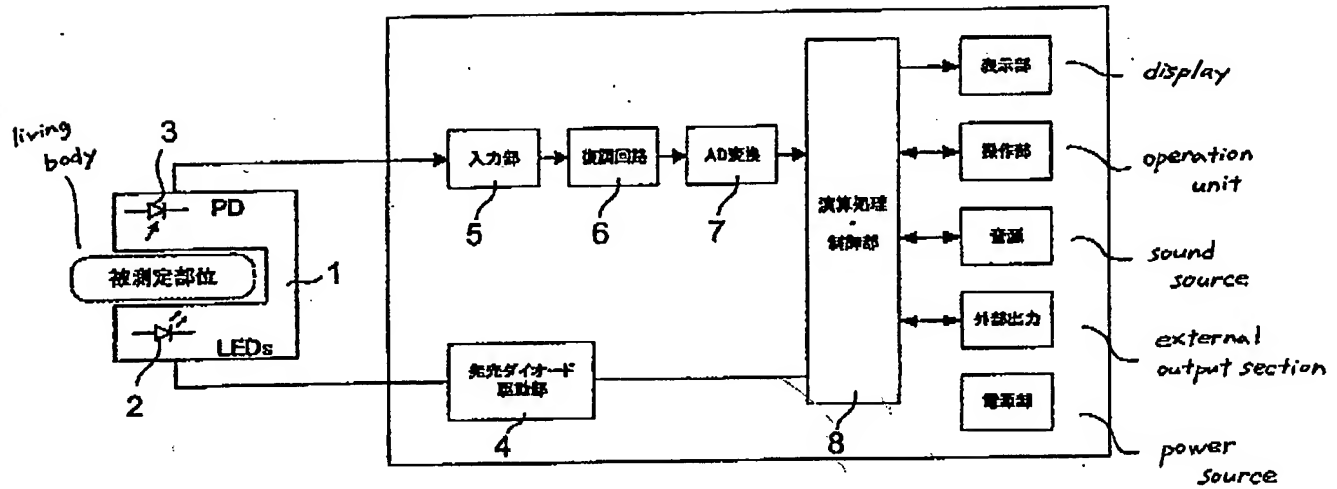 living
body
3
PD
被測定部位
1
LEDs
2
入力部
5
復調回路
6
AD変換
7
発光ダイオード
駆動部
4
演算処理
・
制御部
8
表示部
display
操作部
operation
unit
音源
sound
source
外部出力
external
output section
電源部
power
source